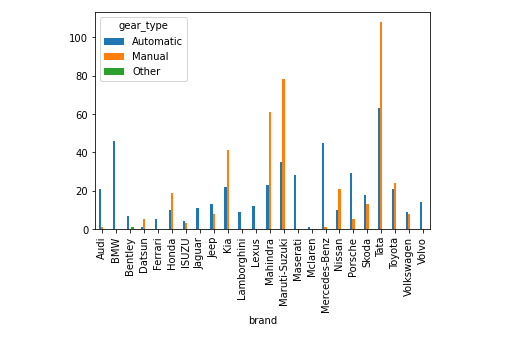 gear_type
Automatic
Manual
Other
100
80
60
40
20
0
Audi
BMW
Bentley
Datsun
Ferrari
Honda
ISUZU
Jaguar
Jeep
Kia
Lamborghini
Lexus
Mahindra
Maruti-Suzuki
Maserati
Mclaren
Mercedes-Benz
Nissan
Porsche
Skoda
Tata
Toyota
Volkswagen
Volvo
brand